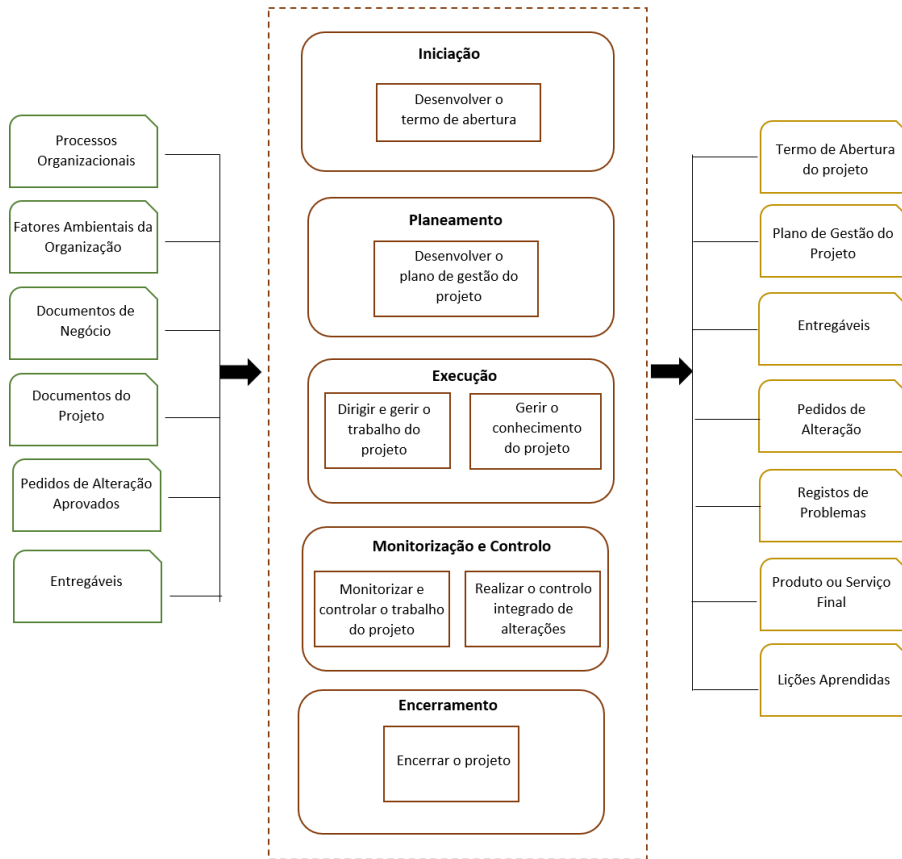 Processos
Organizacionais
Fatores Ambientais da
Organização
Documentos de
Negócio
Documentos do
Projeto
Pedidos de Alteração
Aprovados
Entregáveis
Iniciação
Desenvolver o
termo de abertura
Planeamento
Desenvolver o
plano de gestão do
projeto
Execução
Dirigir e gerir o
trabalho do
projeto
Gerir o
conhecimento
do projeto
Monitorização e Controlo
Monitorizar e
controlar o trabalho
do projeto
Realizar o controlo
integrado de
alterações
Encerramento
Encerrar o projeto
Termo de Abertura
do projeto
Plano de Gestão do
Projeto
Entregáveis
Pedidos de
Alteração
Registos de
Problemas
Produto ou Serviço
Final
Lições Aprendidas